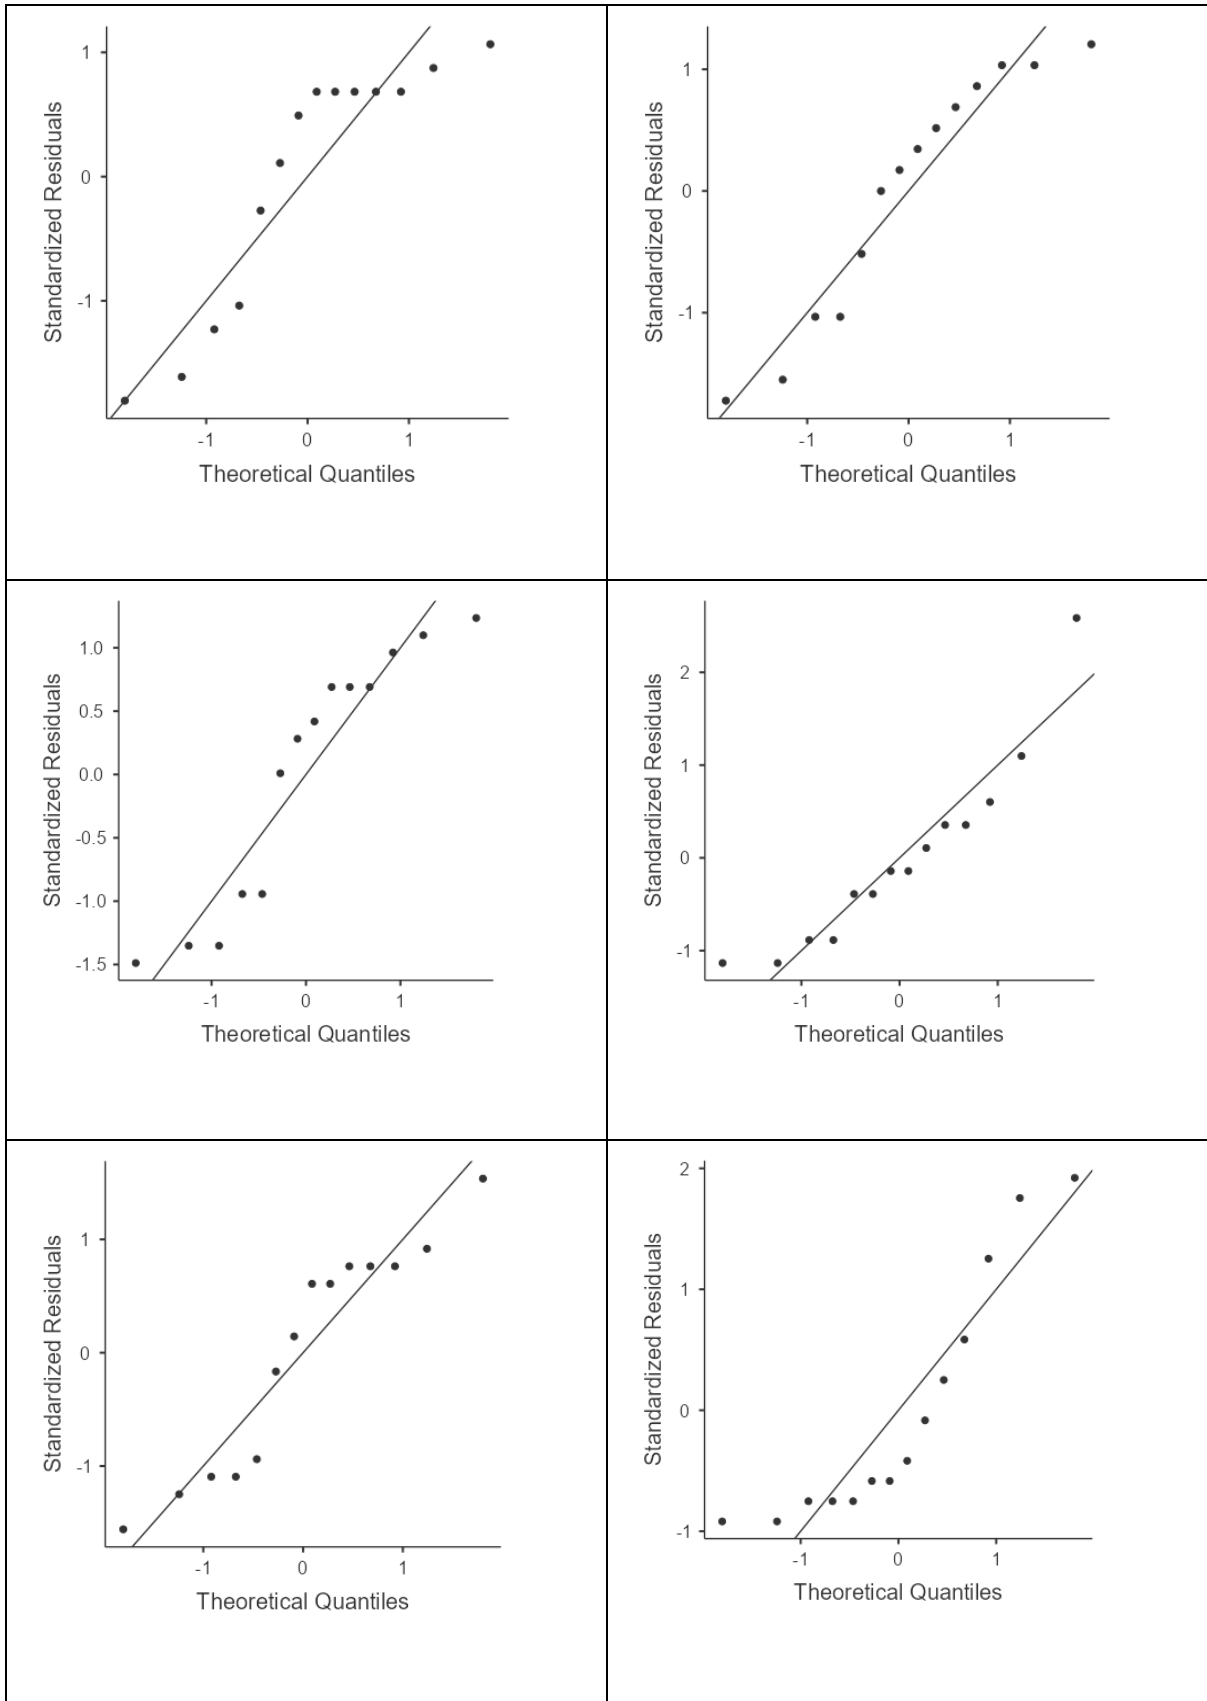 1
0
-1
Standardized Residuals
-1 0 1
Theoretical Quantiles
1
0
-1
Standardized Residuals
-1 0 1
Theoretical Quantiles
1.0
0.5
0.0
-0.5
-1.0
-1.5
Standardized Residuals
-1 0 1
Theoretical Quantiles
2
1
0
-1
Standardized Residuals
-1 0 1
Theoretical Quantiles
1
0
-1
Standardized Residuals
-1 0 1
Theoretical Quantiles
2
1
0
-1
Standardized Residuals
-1 0 1
Theoretical Quantiles